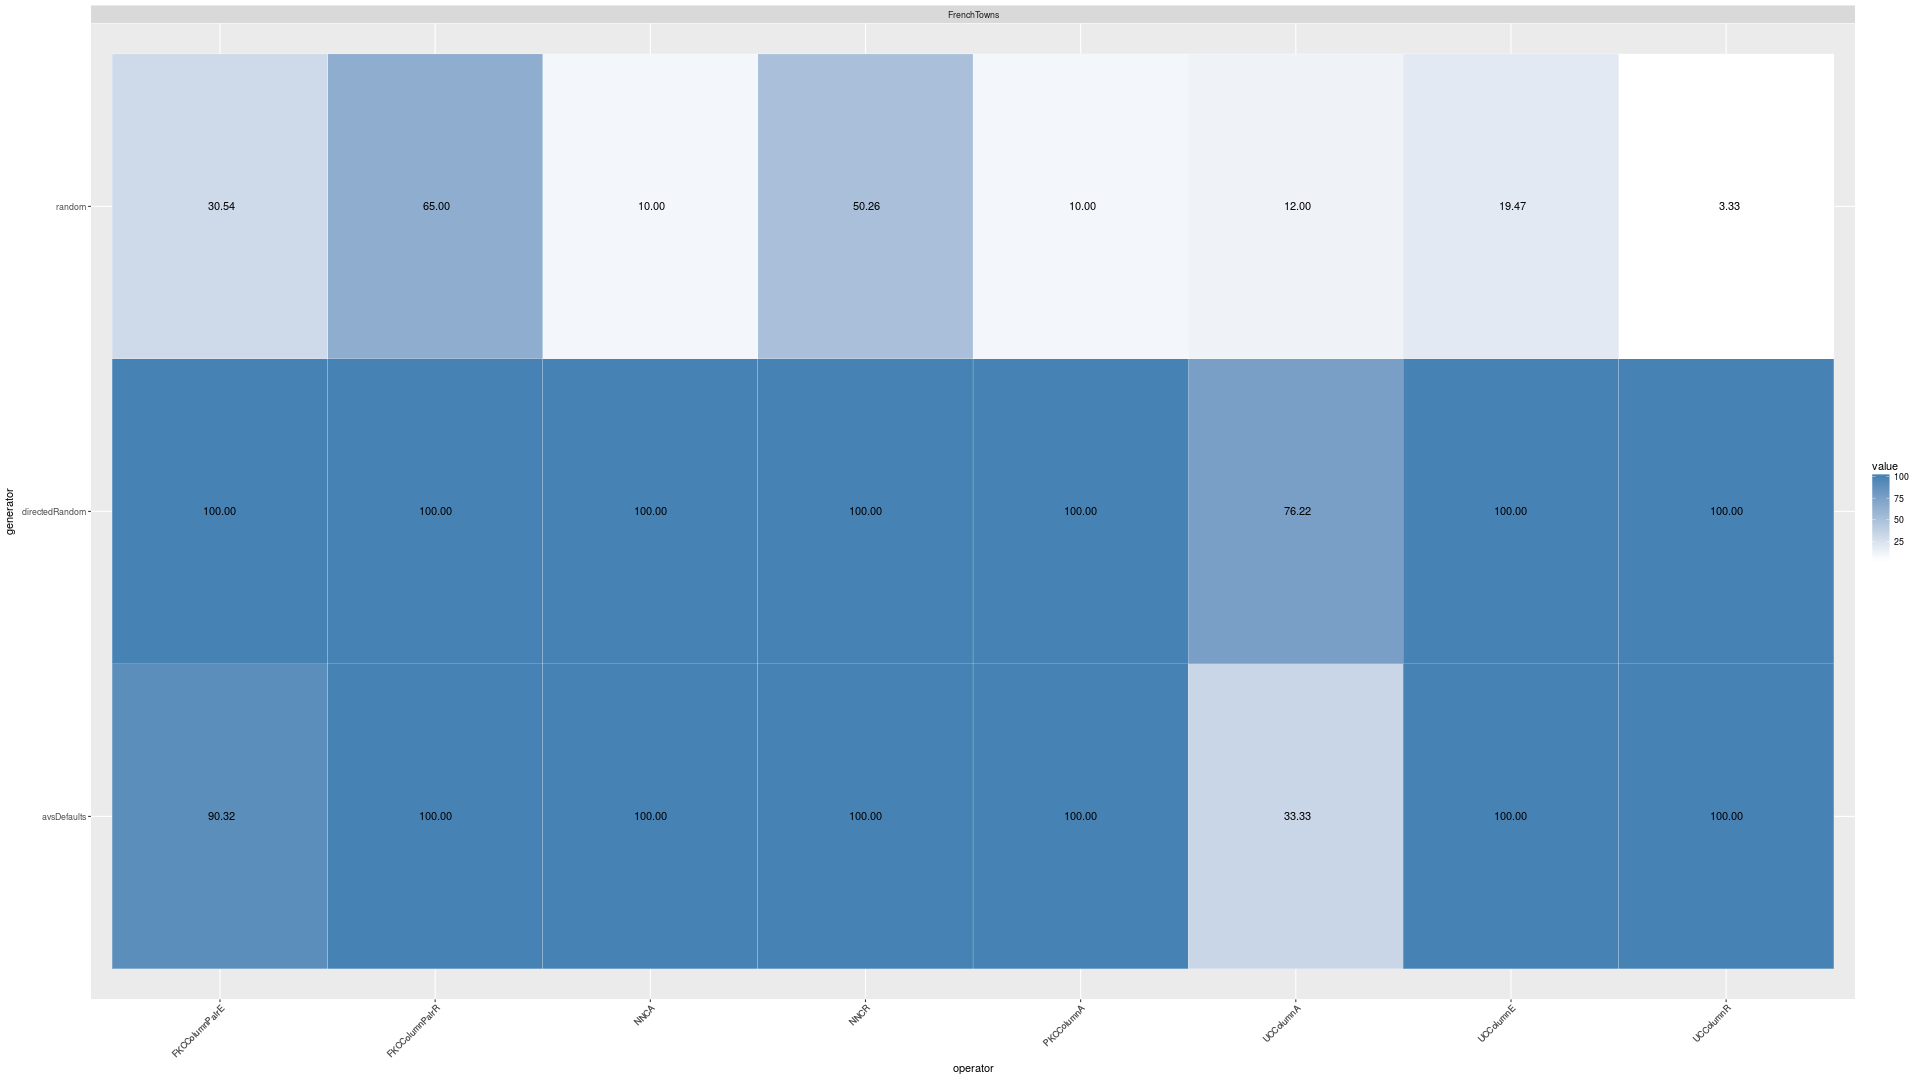 FrenchTowns
random
30.54 65.00 10.00 50.26 10.00 12.00 19.47 3.33
directedRandom
100.00 100.00 100.00 100.00 100.00 76.22 100.00 100.00
avsDefaults
90.32 100.00 100.00 100.00 100.00 33.33 100.00 100.00
generator
FKCColumnPairE FKCColumnPairR NNCA NNCR PKCColumnA UCColumnA UCColumnE UCColumnR
operator
value
100
75
50
25